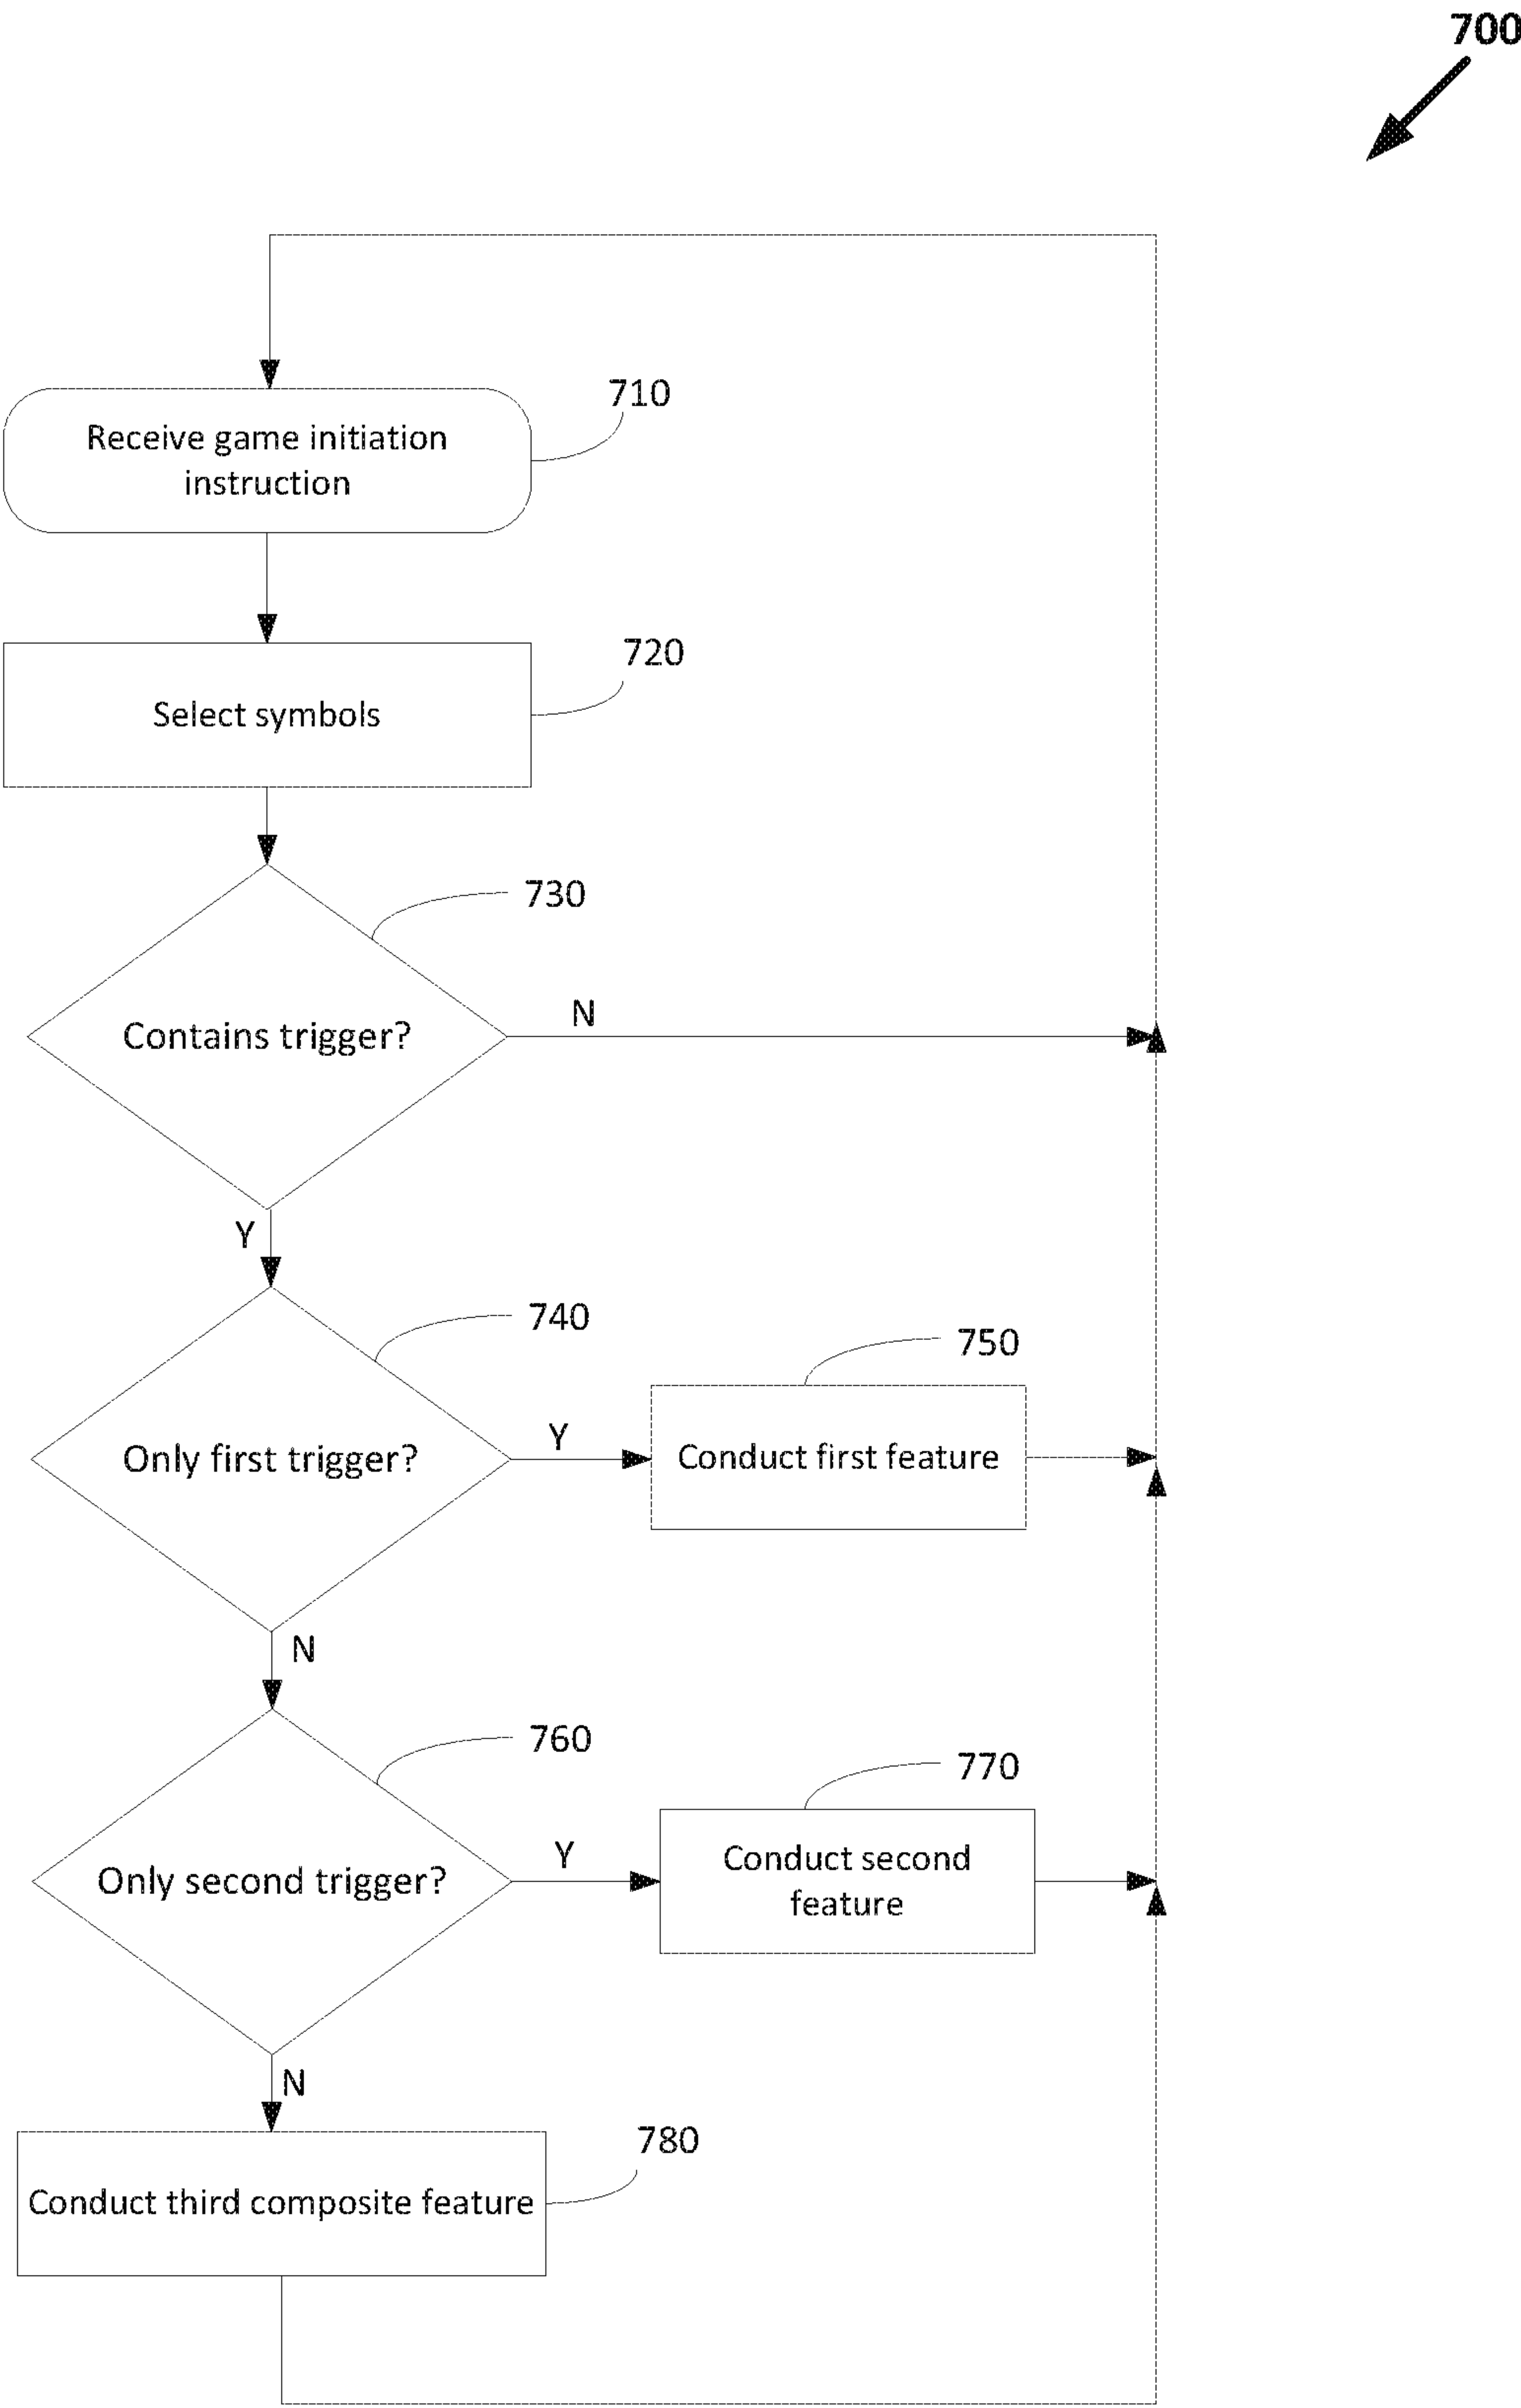 700
710
Receive game initiation
instruction
720
Select symbols
730
Contains trigger?
N
Y
740
Only first trigger?
Y
750
Conduct first feature
N
760
Only second trigger?
Y
770
Conduct second
feature
N
780
Conduct third composite feature